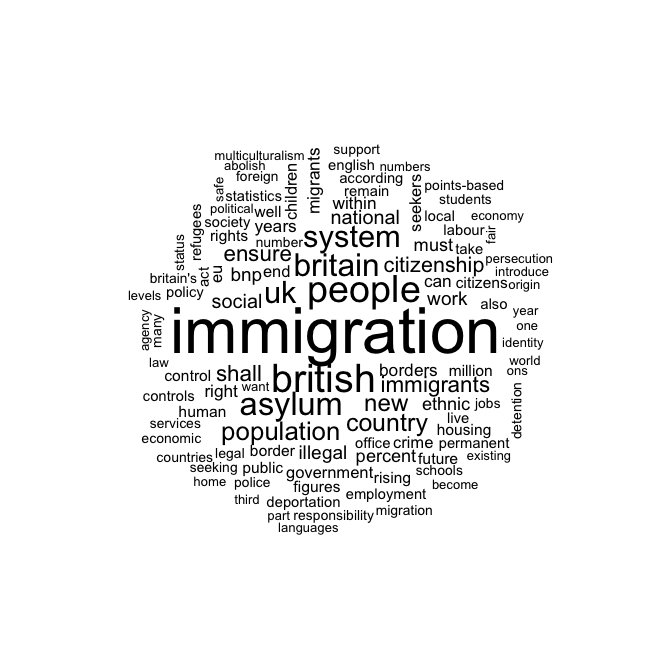 support
multiculturalism
migrants
abolish
english
numbers
children
foreign
according
safe
remain
seekers
points-based
statistics
within
students
refugees
political
well
national
local
economy
society
years
labour
fair
rights
number
system
must
take
status
ensure
britain
citizenship
persecution
act
eu
bnp
end
introduce
britain's
uk
people
can
citizens
origin
levels
policy
social
work
also
year
agency
many
immigration
one
identity
law
world
control
shall
british
borders
million
ons
want
immigrants
controls
right
asylum
new
ethnic
jobs
detention
human
live
services
population
country
housing
economic
office
crime
permanent
countries
legal
border
illegal
percent
future
existing
seeking
public
government
rising
schools
home
police
figures
become
third
deportation
employment
part
responsibility
migration
languages